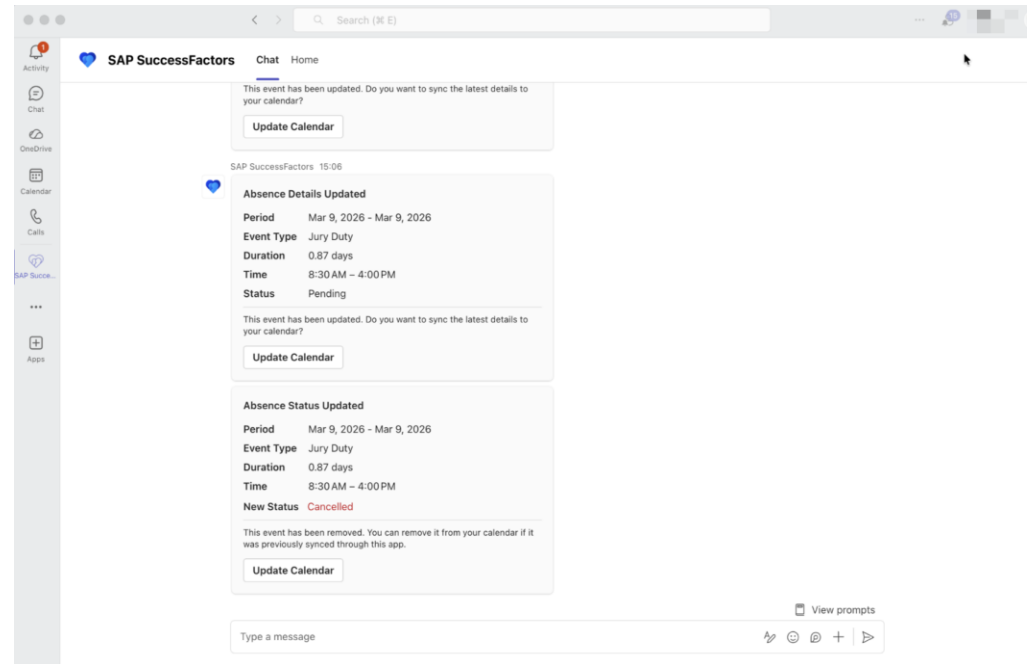 Search (⌘ E)
15
1
Activity
Chat
OneDrive
Calendar
Calls
SAP Succe...
Apps
SAP SuccessFactors Chat Home
This event has been updated. Do you want to sync the latest details to
your calendar?
Update Calendar
SAP SuccessFactors 15:06
Absence Details Updated
Period Mar 9, 2026 - Mar 9, 2026
Event Type Jury Duty
Duration 0.87 days
Time 8:30 AM – 4:00 PM
Status Pending
This event has been updated. Do you want to sync the latest details to
your calendar?
Update Calendar
Absence Status Updated
Period Mar 9, 2026 - Mar 9, 2026
Event Type Jury Duty
Duration 0.87 days
Time 8:30 AM – 4:00 PM
New Status Cancelled
This event has been removed. You can remove it from your calendar if it
was previously synced through this app.
Update Calendar
View prompts
Type a message